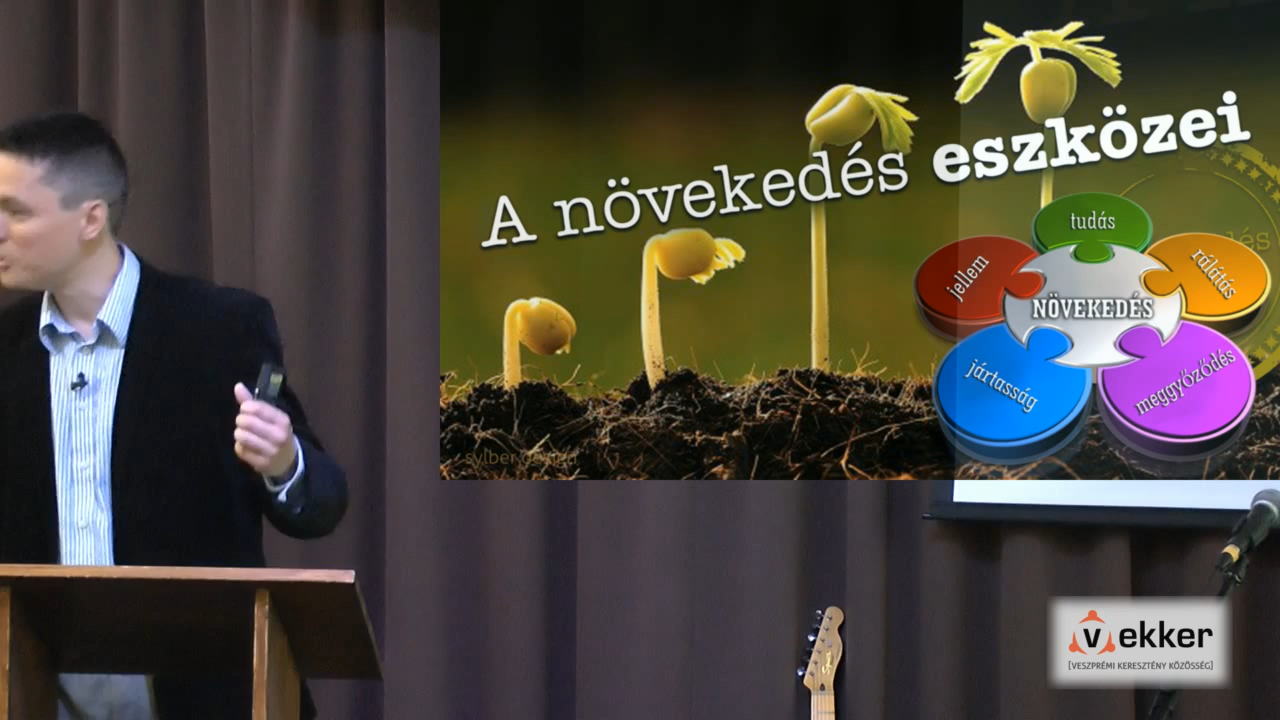 A növekedés eszközei
tudás
jellem
rálátás
NÖVEKEDÉS
jártasság
meggyőződés
vekker
[VESZPRÉMI KERESZTÉNY KÖZÖSSÉG]